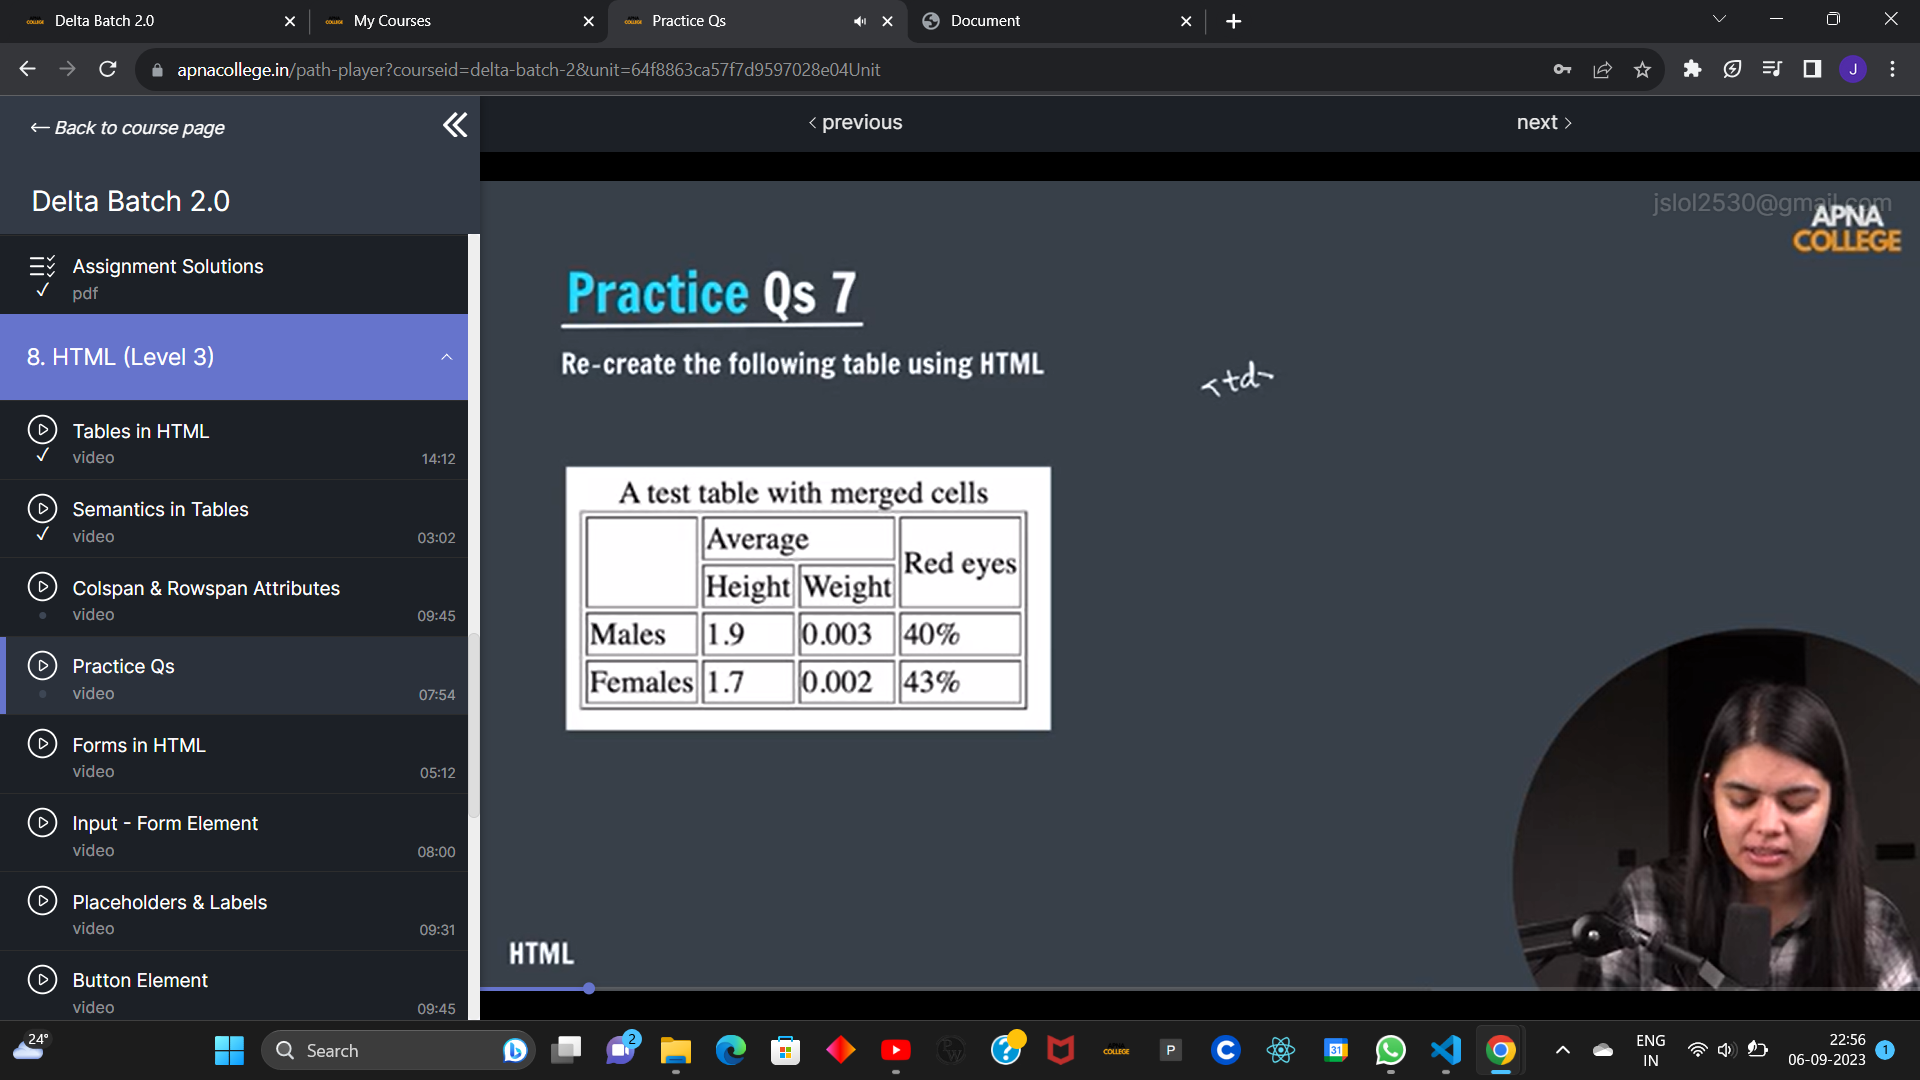 Delta Batch 2.0
My Courses
Practice Qs
Document
apnacollege.in/path-player?courseid=delta-batch-2&unit=64f8863ca57f7d9597028e04Unit
J
← Back to course page
‹ previous
next ›
Delta Batch 2.0
Assignment Solutions
pdf
8. HTML (Level 3)
Tables in HTML
video 14:12
Semantics in Tables
video 03:02
Colspan & Rowspan Attributes
video 09:45
Practice Qs
video 07:54
Forms in HTML
video 05:12
Input - Form Element
video 08:00
Placeholders & Labels
video 09:31
Button Element
video 09:45
jslol2530@gmail.com
APNA
COLLEGE
Practice Qs 7
Re-create the following table using HTML
<td>
A test table with merged cells
Average Red eyes
Height Weight
Males 1.9 0.003 40%
Females 1.7 0.002 43%
HTML
24°
Search
2
P
31
ENG
IN
22:56
06-09-2023
1